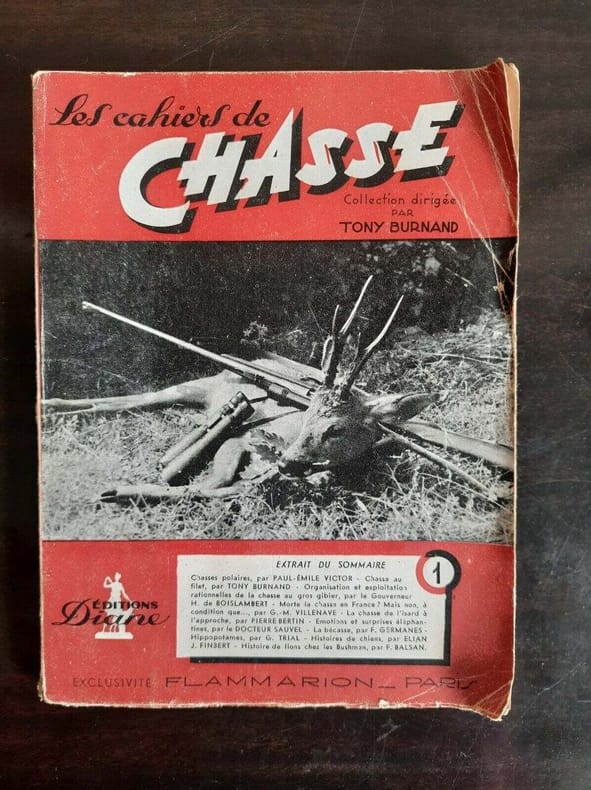 Les cahiers de
CHASSE
Collection dirigée
PAR
TONY BURNAND
EXTRAIT DU SOMMAIRE
Chasses polaires, par PAUL-ÉMILE VICTOR - Chasse au
filet, par TONY BURNAND - Organisation et exploitation
rationnelles de la chasse au gros gibier, par le Gouverneur
H. de BOISLAMBERT - Morte la chasse en France ? Mais non, à
condition que..., par G.-M. VILLENAVE - La chasse de l'isard à
l'approche, par PIERRE BERTIN - Emotions et surprises éléphan-
tines, par le DOCTEUR SAUVEL - La bécasse, par F. GERMANES -
Hippopotames, par G. TRIAL - Histoires de chiens, par ELIAN
J. FINBERT - Histoire de lions chez les Bushman, par F. BALSAN.
1
ÉDITIONS
Diane
EXCLUSIVITÉ FLAMMARION _ PARIS